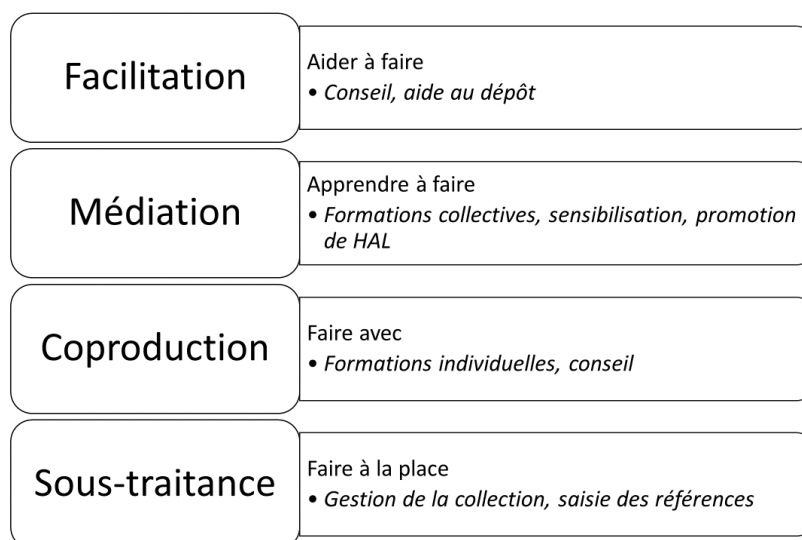 Facilitation
Aider à faire
• Conseil, aide au dépôt
Médiation
Apprendre à faire
• Formations collectives, sensibilisation, promotion
de HAL
Coproduction
Faire avec
• Formations individuelles, conseil
Sous-traitance
Faire à la place
• Gestion de la collection, saisie des références